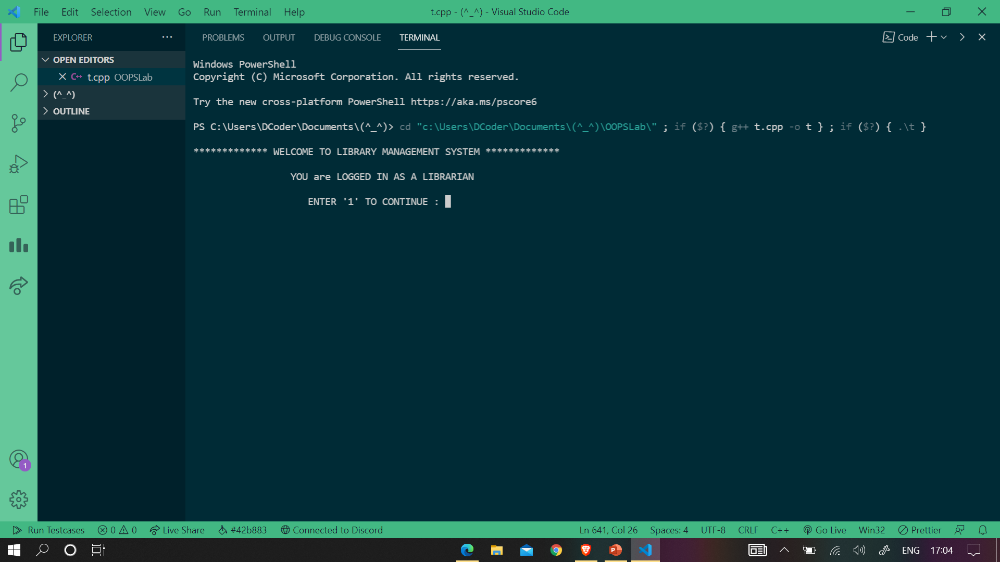 File Edit Selection View Go Run Terminal Help t.cpp - (^_^) - Visual Studio Code
EXPLORER ··· PROBLEMS OUTPUT DEBUG CONSOLE TERMINAL Code
OPEN EDITORS
C++ t.cpp OOPSLab
(^_^)
OUTLINE
Windows PowerShell
Copyright (C) Microsoft Corporation. All rights reserved.
Try the new cross-platform PowerShell https://aka.ms/pscore6
PS C:\Users\DCoder\Documents\(^_^)> cd "c:\Users\DCoder\Documents\(^_^)\OOPSLab\" ; if ($?) { g++ t.cpp -o t } ; if ($?) { .\t }
************* WELCOME TO LIBRARY MANAGEMENT SYSTEM *************
YOU are LOGGED IN AS A LIBRARIAN
ENTER '1' TO CONTINUE :
1
Run Testcases 0 0 Live Share #42b883 Connected to Discord Ln 641, Col 26 Spaces: 4 UTF-8 CRLF C++ Go Live Win32 Prettier
P ENG 17:04